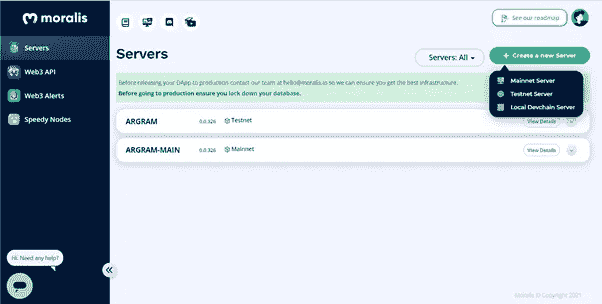 moralis
See our roadmap
Servers
Web3 API
Web3 Alerts
Speedy Nodes
Servers
Servers: All
+ Create a new Server
Mainnet Server
Testnet Server
Local Devchain Server
Before releasing your DApp to production contact our team at hello@moralis.io so we can ensure you get the best infrastructure.
Before going to production ensure you lock down your database.
ARGRAM 0.0.326 Testnet View Details
ARGRAM-MAIN 0.0.326 Mainnet View Details
Hi. Need any help?
Moralis © Copyright 2021